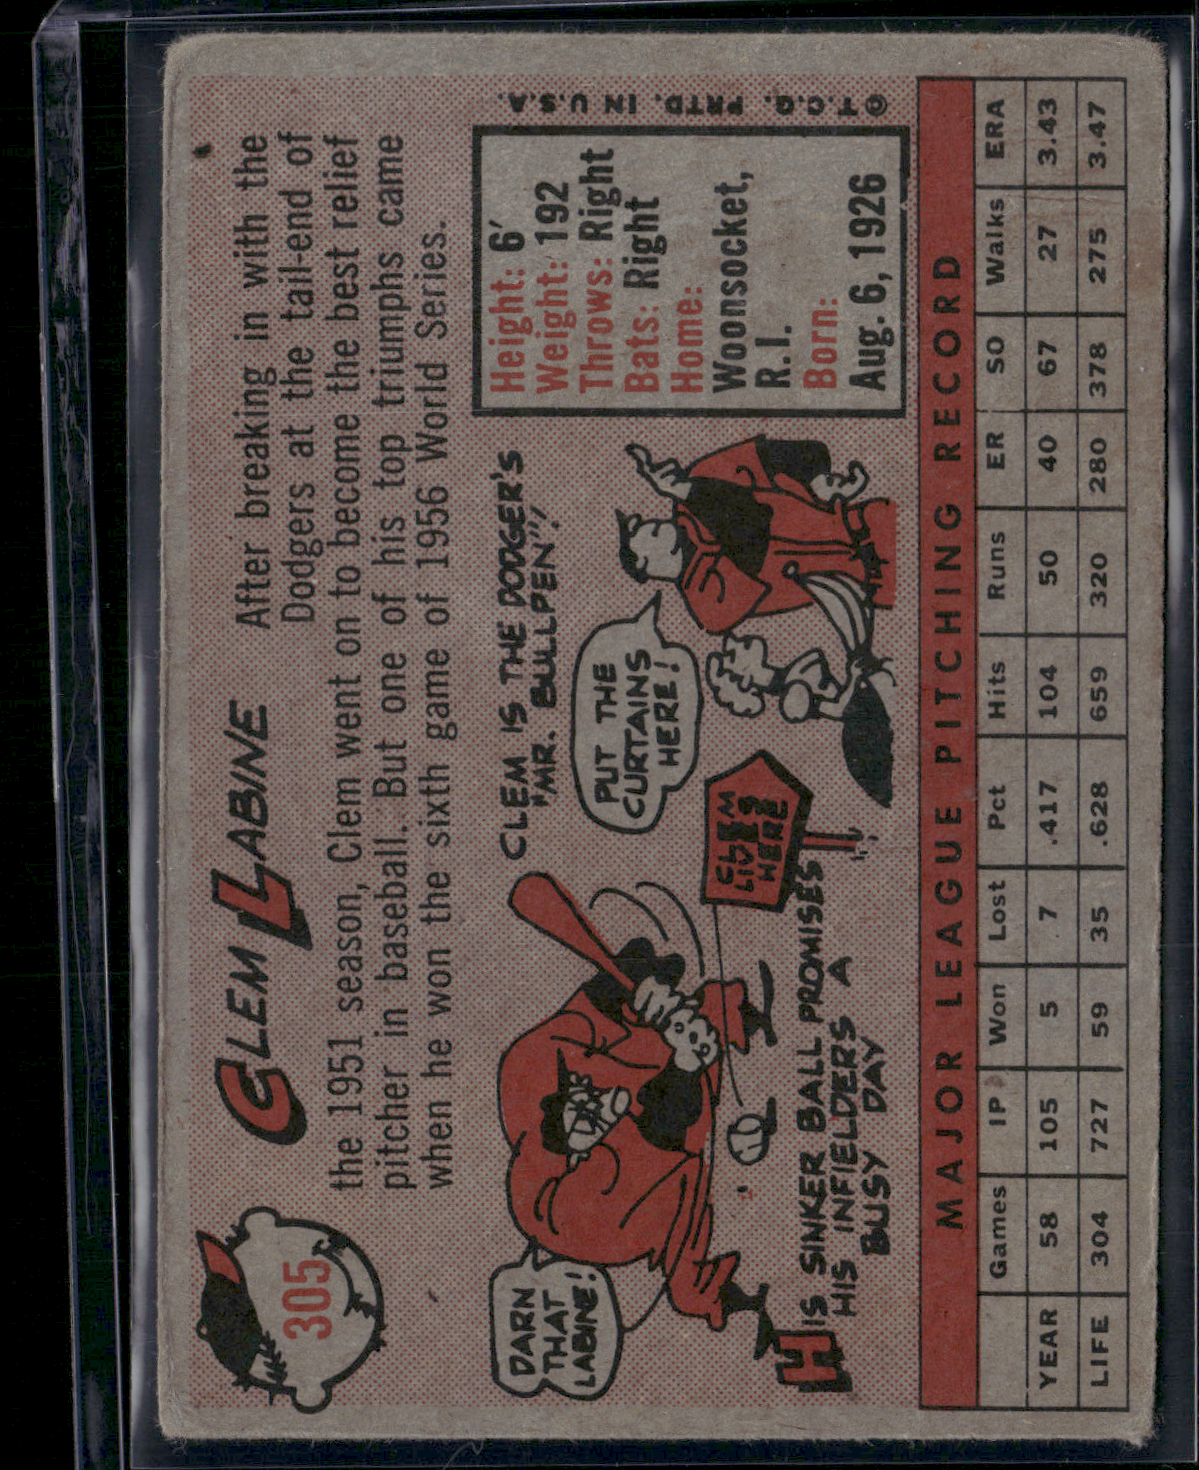 305
CLEM LABINE
After breaking in with the
Dodgers at the tail-end of
the 1951 season, Clem went on to become the best relief
pitcher in baseball. But one of his top triumphs came
when he won the sixth game of 1956 World Series.
DARN
THAT
LABINE!
HIS SINKER BALL PROMISES
HIS INFIELDERS A
BUSY DAY
CLEM IS THE DODGER'S
"MR. BULLPEN"!
PUT THE
CURTAINS
HERE!
CLEM
LIVES
HERE
Height: 6'
Weight: 192
Throws: Right
Bats: Right
Home:
Woonsocket,
R.I.
Born:
Aug. 6, 1926
© T.C.G. PRTD. IN U.S.A.
MAJOR LEAGUE PITCHING RECORD
Games IP Won Lost Pct Hits Runs ER SO Walks ERA
YEAR 58 105 5 7 .417 104 50 40 67 27 3.43
LIFE 304 727 59 35 .628 659 320 280 378 275 3.47